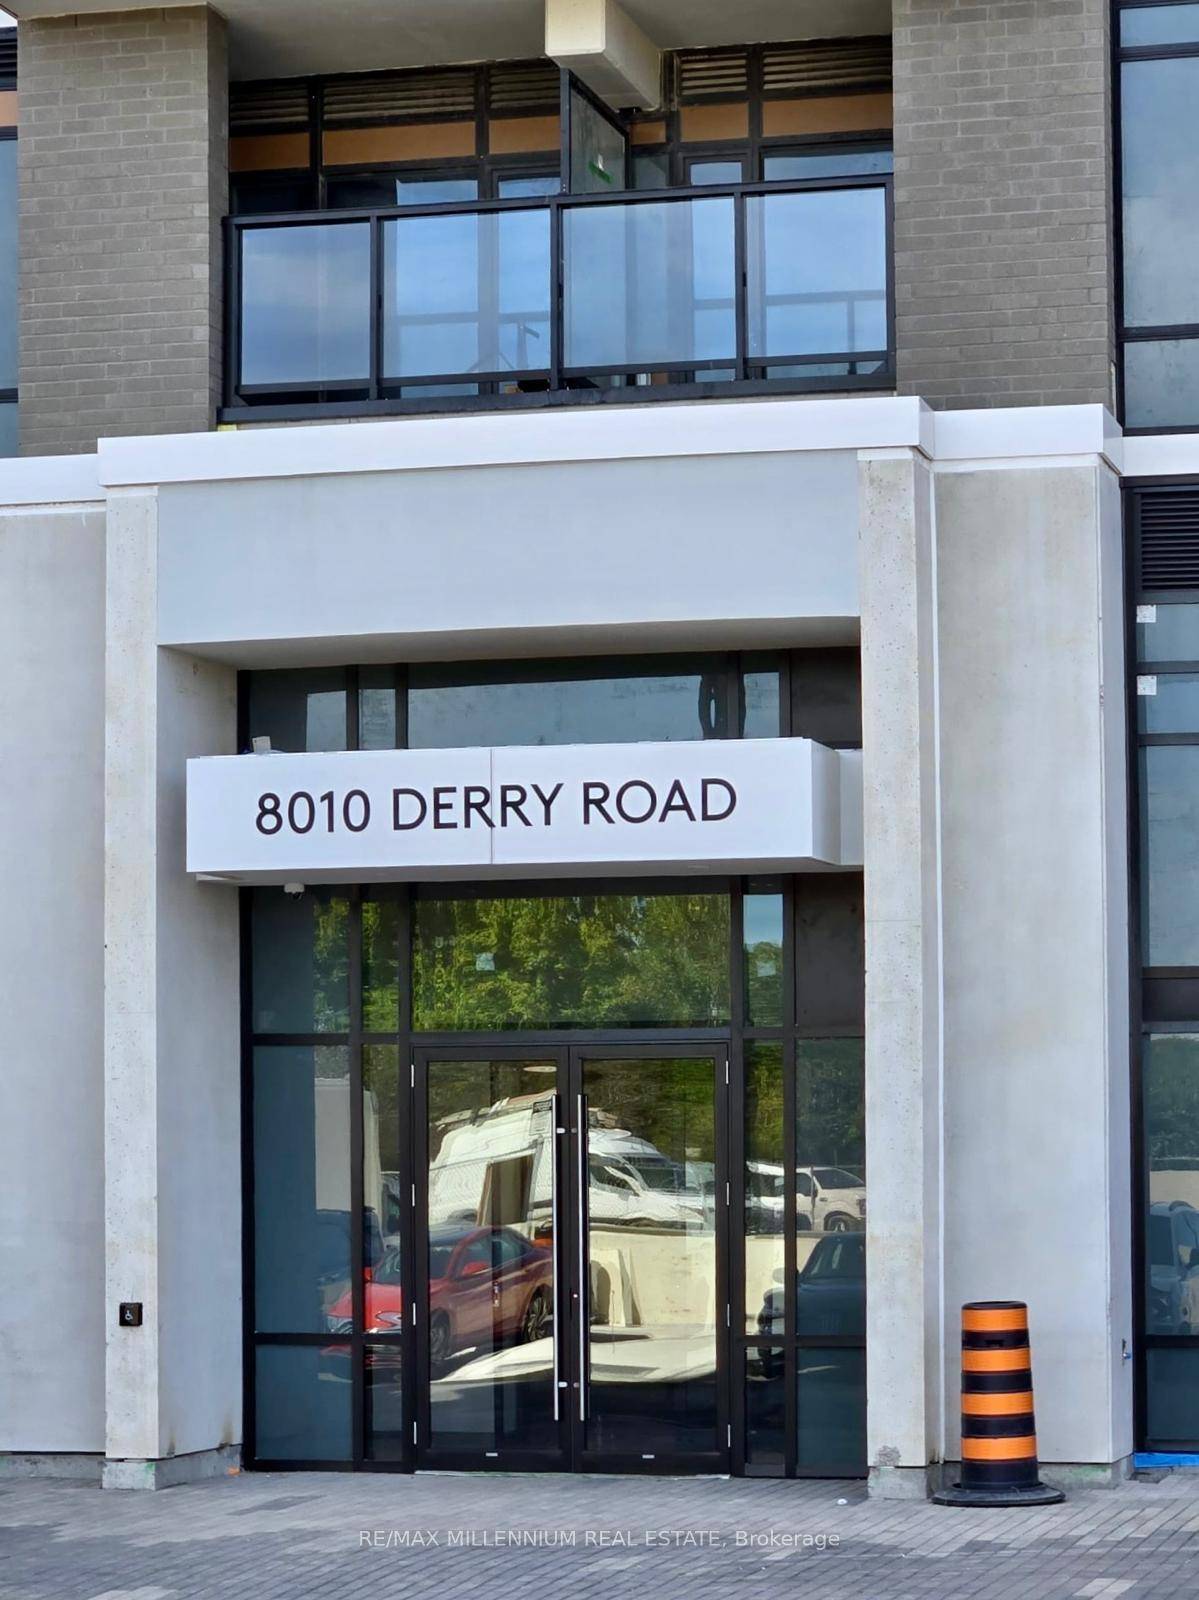 8010 DERRY ROAD
RE/MAX MILLENNIUM REAL ESTATE, Brokerage